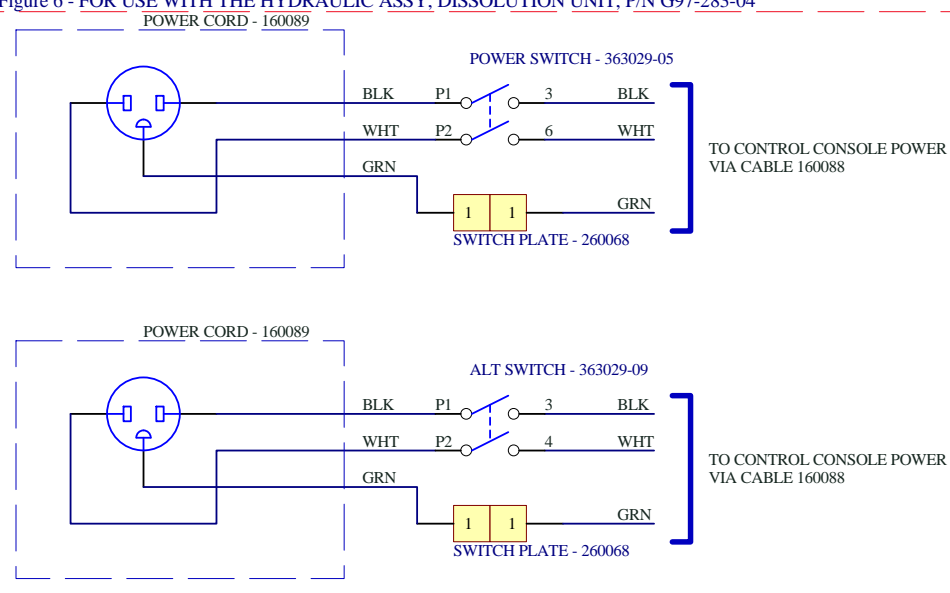 Figure 6 - FOR USE WITH THE HYDRAULIC ASSY, DISSOLUTION UNIT, P/N G97-283-04
POWER CORD - 160089
POWER SWITCH - 363029-05
BLK P1 3 BLK
WHT P2 6 WHT
TO CONTROL CONSOLE POWER
VIA CABLE 160088
GRN
1 1 GRN
SWITCH PLATE - 260068
POWER CORD - 160089
ALT SWITCH - 363029-09
BLK P1 3 BLK
WHT P2 4 WHT
TO CONTROL CONSOLE POWER
VIA CABLE 160088
GRN
1 1 GRN
SWITCH PLATE - 260068